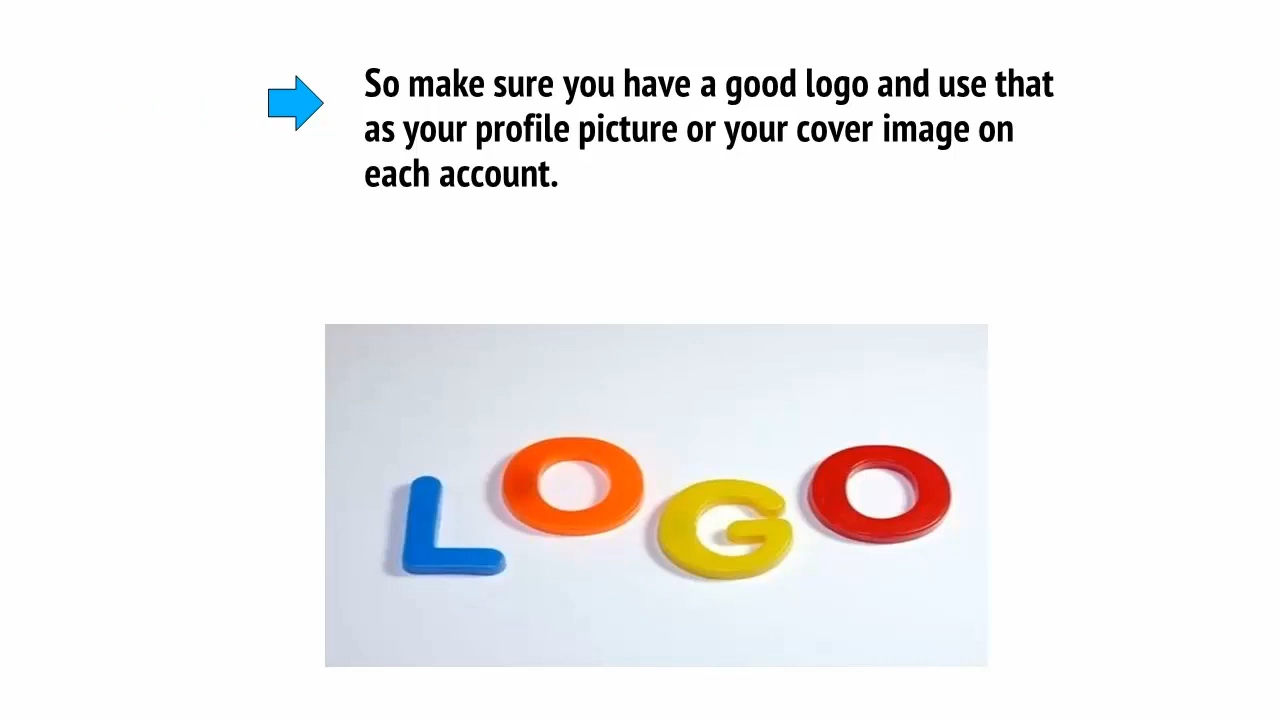 So make sure you have a good logo and use that
as your profile picture or your cover image on
each account.
LOGO